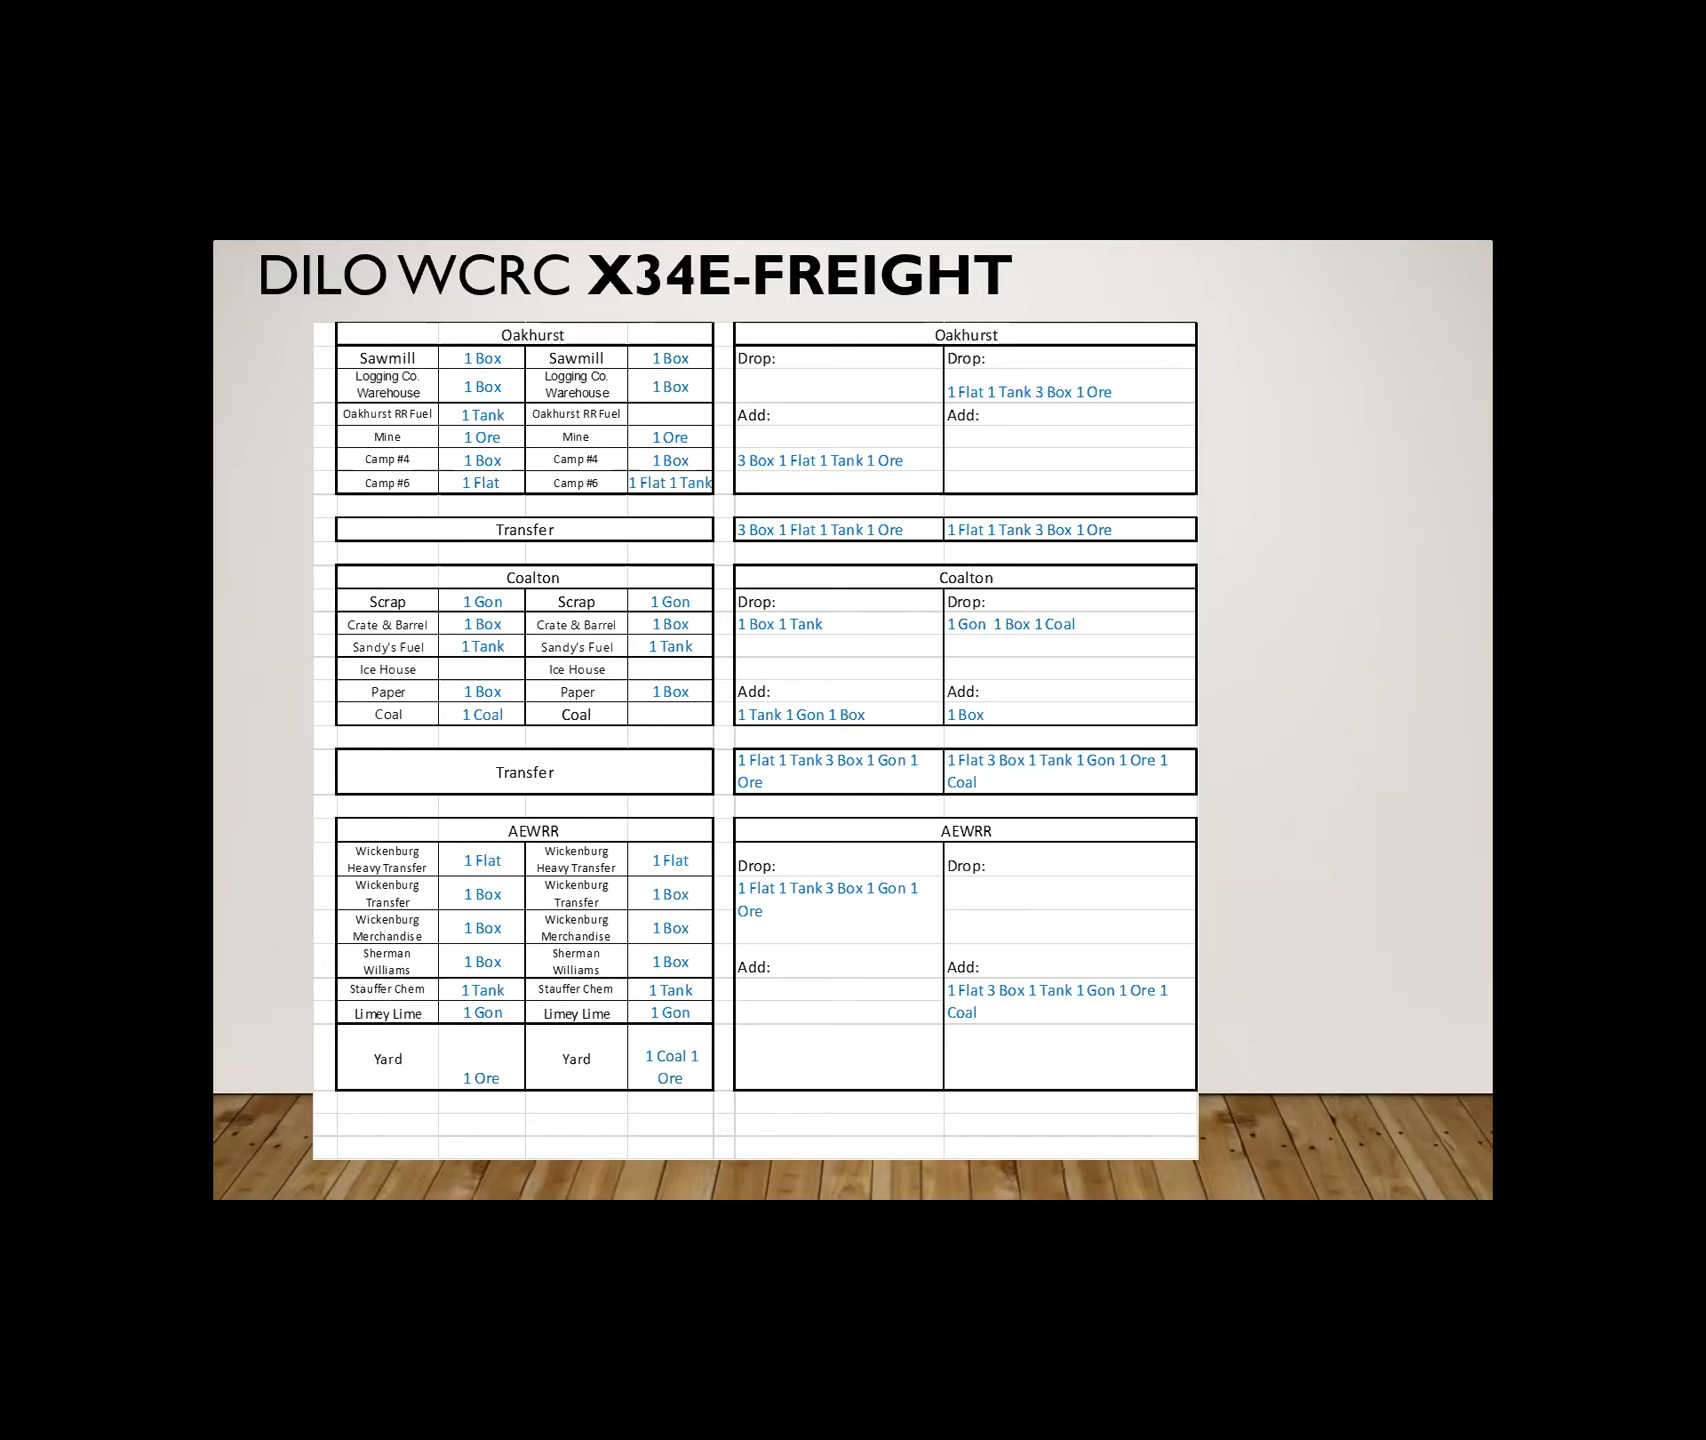 DILO WCRC X34E-FREIGHT
Oakhurst
Sawmill 1 Box Sawmill 1 Box
Logging Co. Warehouse 1 Box Logging Co. Warehouse 1 Box
Oakhurst RR Fuel 1 Tank Oakhurst RR Fuel
Mine 1 Ore Mine 1 Ore
Camp #4 1 Box Camp #4 1 Box
Camp #6 1 Flat Camp #6 1 Flat 1 Tank
Oakhurst
Drop: Drop:
1 Flat 1 Tank 3 Box 1 Ore
Add: Add:
3 Box 1 Flat 1 Tank 1 Ore
Transfer 3 Box 1 Flat 1 Tank 1 Ore 1 Flat 1 Tank 3 Box 1 Ore
Coalton
Scrap 1 Gon Scrap 1 Gon
Crate & Barrel 1 Box Crate & Barrel 1 Box
Sandy's Fuel 1 Tank Sandy's Fuel 1 Tank
Ice House Ice House
Paper 1 Box Paper 1 Box
Coal 1 Coal Coal
Coalton
Drop: Drop:
1 Box 1 Tank 1 Gon 1 Box 1 Coal
Add: Add:
1 Tank 1 Gon 1 Box 1 Box
Transfer
1 Flat 1 Tank 3 Box 1 Gon 1
Ore
1 Flat 3 Box 1 Tank 1 Gon 1 Ore 1
Coal
AEWRR
Wickenburg Heavy Transfer 1 Flat Wickenburg Heavy Transfer 1 Flat
Wickenburg Transfer 1 Box Wickenburg Transfer 1 Box
Wickenburg Merchandise 1 Box Wickenburg Merchandise 1 Box
Sherman Williams 1 Box Sherman Williams 1 Box
Stauffer Chem 1 Tank Stauffer Chem 1 Tank
Limey Lime 1 Gon Limey Lime 1 Gon
Yard 1 Ore Yard 1 Coal 1 Ore
AEWRR
Drop: Drop:
1 Flat 1 Tank 3 Box 1 Gon 1
Ore
Add: Add:
1 Flat 3 Box 1 Tank 1 Gon 1 Ore 1
Coal